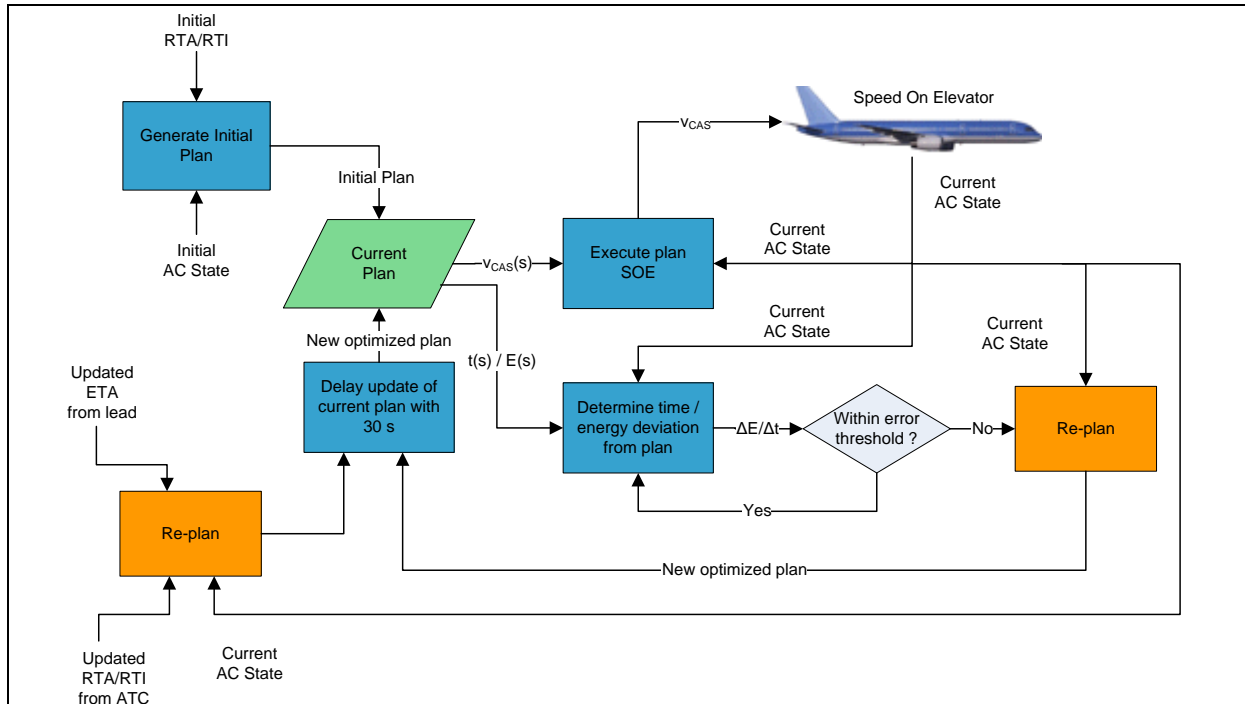 Initial
RTA/RTI
Generate Initial
Plan
Initial
AC State
Initial Plan
Current
Plan
v_CAS(s)
t(s) / E(s)
Execute plan
SOE
v_CAS
Speed On Elevator
Current
AC State
Current
AC State
Current
AC State
Current
AC State
New optimized plan
Delay update of
current plan with
30 s
Determine time /
energy deviation
from plan
ΔE/Δt
Within error
threshold ?
No
Yes
Re-plan
New optimized plan
Updated
ETA
from lead
Re-plan
Updated
RTA/RTI
from ATC
Current
AC State